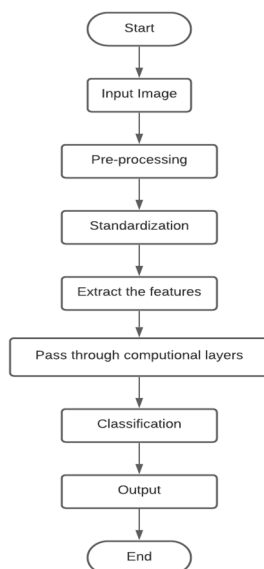 Start
Input Image
Pre-processing
Standardization
Extract the features
Pass through computional layers
Classification
Output
End